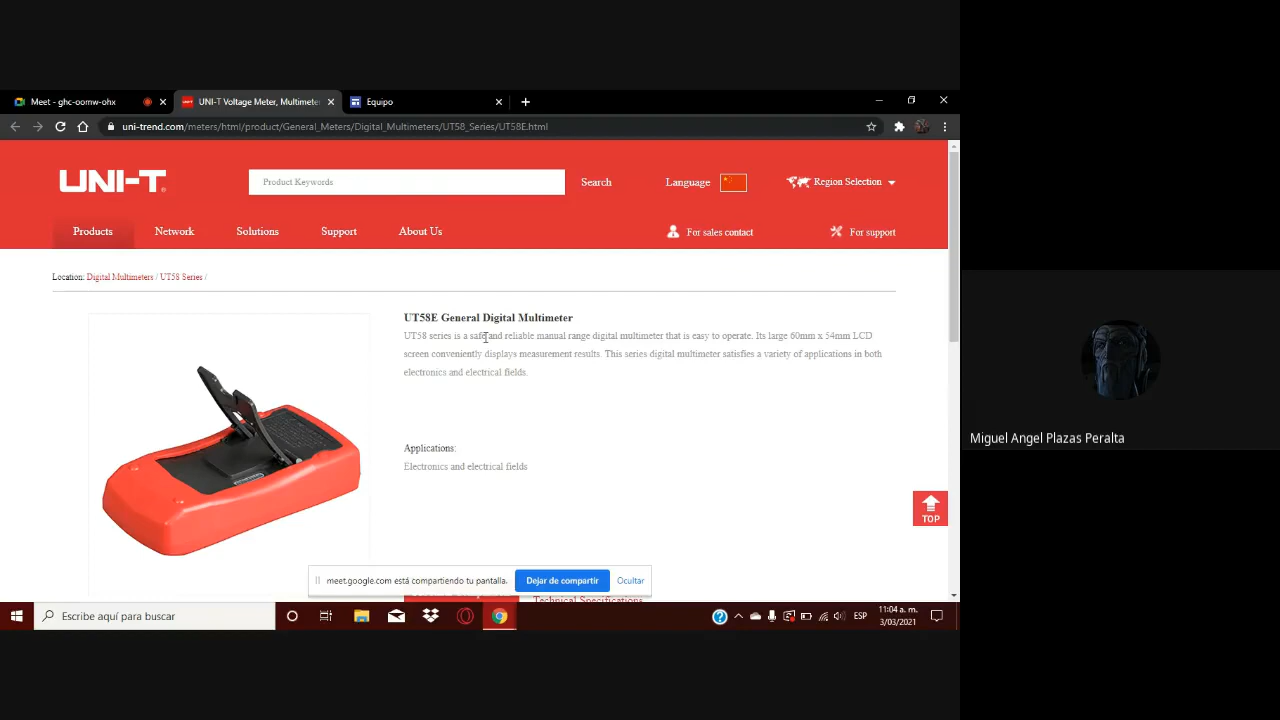 Meet - ghc-oomw-ohx
UNI-T Voltage Meter, Multimeter
Equipo
uni-trend.com/meters/html/product/General_Meters/Digital_Multimeters/UT58_Series/UT58E.html
UNI-T
Product Keywords
Search
Language
Region Selection
Products
Network
Solutions
Support
About Us
For sales contact
For support
Location: Digital Multimeters / UT58 Series /
UT58E General Digital Multimeter
UT58 series is a safe and reliable manual range digital multimeter that is easy to operate. Its large 60mm x 54mm LCD
screen conveniently displays measurement results. This series digital multimeter satisfies a variety of applications in both
electronics and electrical fields.
Applications:
Electronics and electrical fields
TOP
Miguel Angel Plazas Peralta
meet.google.com está compartiendo tu pantalla.
Dejar de compartir
Ocultar
Technical Specifications
Escribe aquí para buscar
ESP
11:04 a. m.
3/03/2021